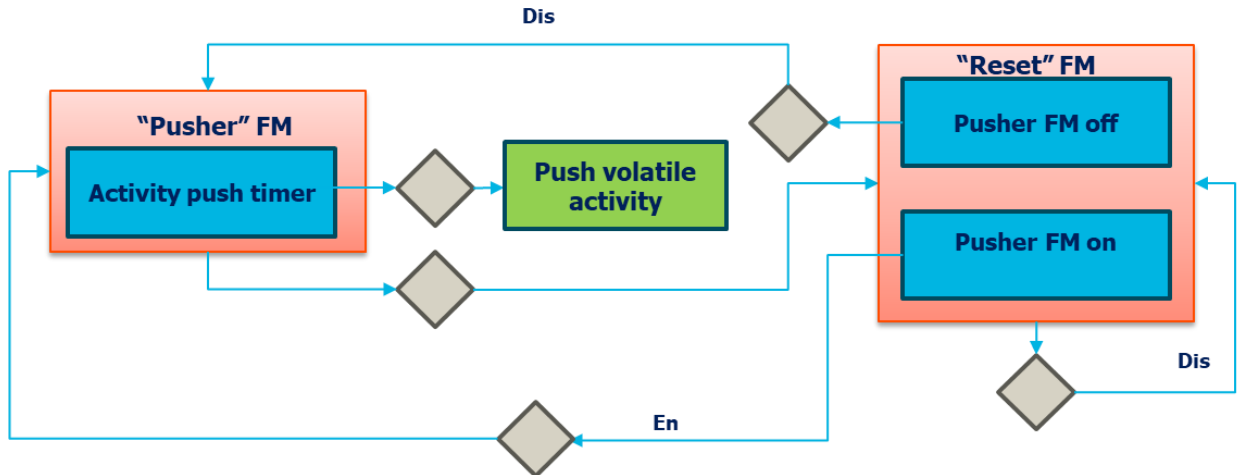 Dis
“Pusher” FM
Activity push timer
Push volatile
activity
“Reset” FM
Pusher FM off
Pusher FM on
Dis
En